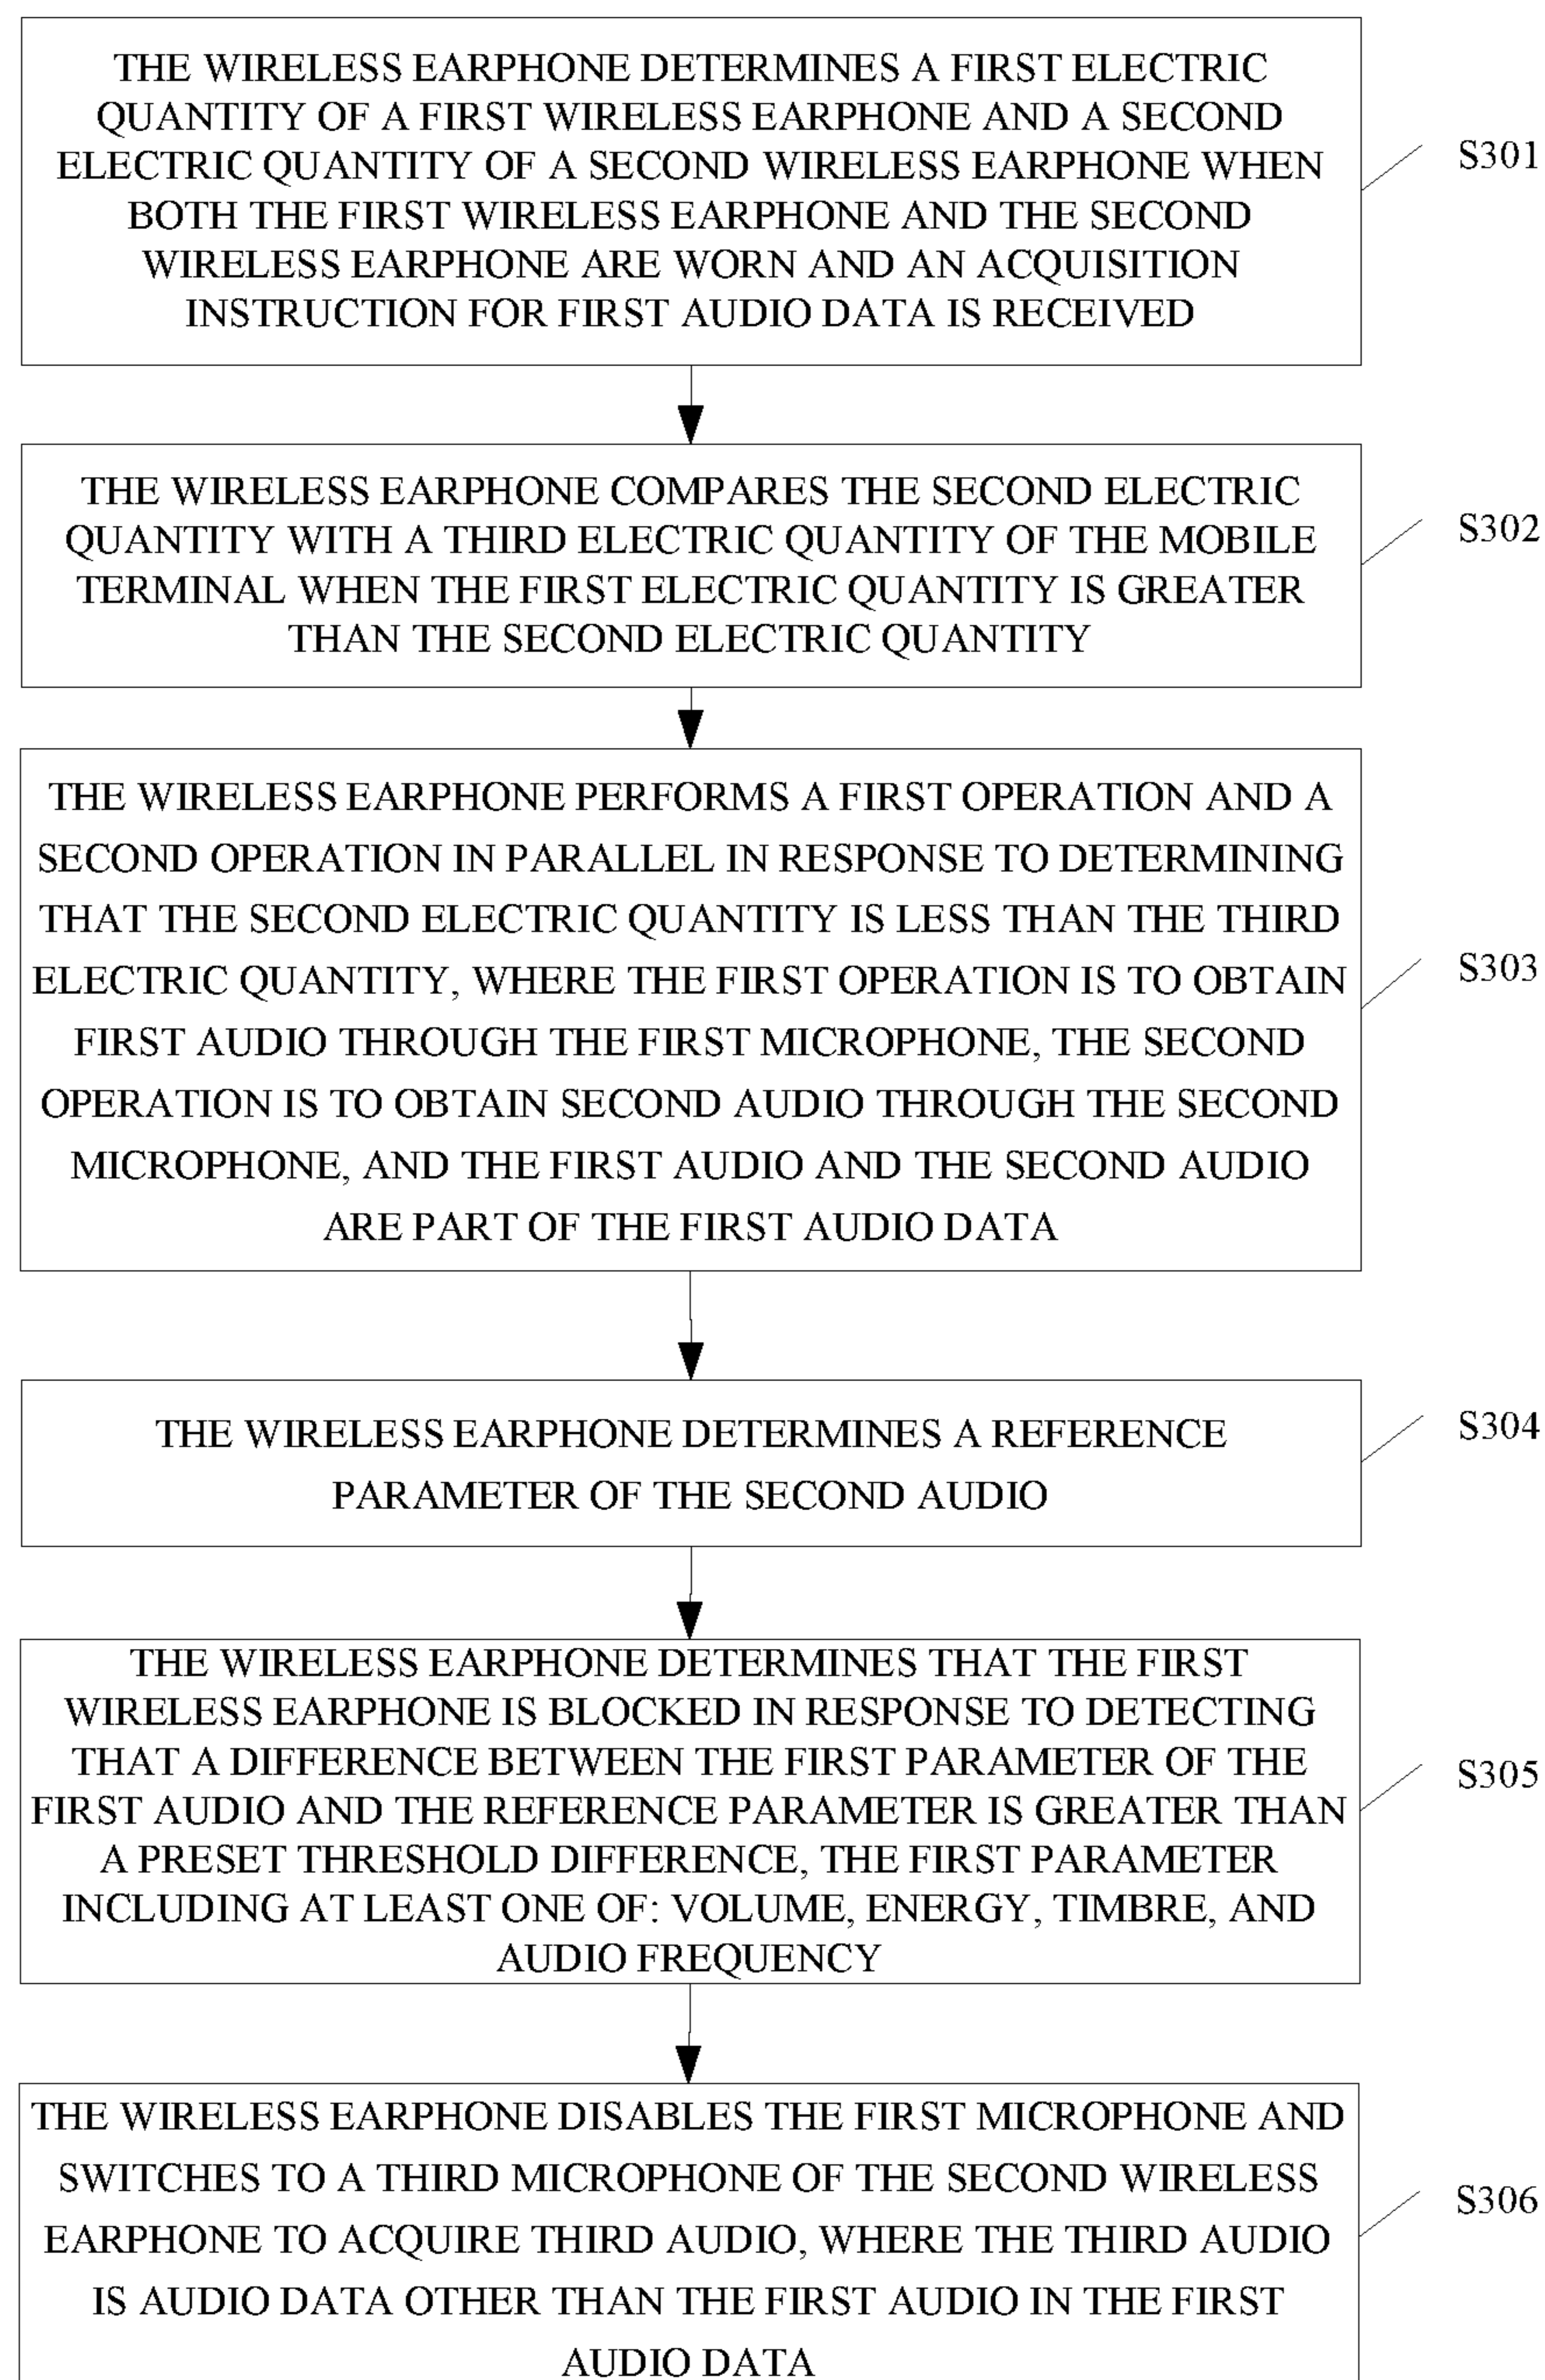 THE WIRELESS EARPHONE DETERMINES A FIRST ELECTRIC
QUANTITY OF A FIRST WIRELESS EARPHONE AND A SECOND
ELECTRIC QUANTITY OF A SECOND WIRELESS EARPHONE WHEN
BOTH THE FIRST WIRELESS EARPHONE AND THE SECOND
WIRELESS EARPHONE ARE WORN AND AN ACQUISITION
INSTRUCTION FOR FIRST AUDIO DATA IS RECEIVED
S301
THE WIRELESS EARPHONE COMPARES THE SECOND ELECTRIC
QUANTITY WITH A THIRD ELECTRIC QUANTITY OF THE MOBILE
TERMINAL WHEN THE FIRST ELECTRIC QUANTITY IS GREATER
THAN THE SECOND ELECTRIC QUANTITY
S302
THE WIRELESS EARPHONE PERFORMS A FIRST OPERATION AND A
SECOND OPERATION IN PARALLEL IN RESPONSE TO DETERMINING
THAT THE SECOND ELECTRIC QUANTITY IS LESS THAN THE THIRD
ELECTRIC QUANTITY, WHERE THE FIRST OPERATION IS TO OBTAIN
FIRST AUDIO THROUGH THE FIRST MICROPHONE, THE SECOND
OPERATION IS TO OBTAIN SECOND AUDIO THROUGH THE SECOND
MICROPHONE, AND THE FIRST AUDIO AND THE SECOND AUDIO
ARE PART OF THE FIRST AUDIO DATA
S303
THE WIRELESS EARPHONE DETERMINES A REFERENCE
PARAMETER OF THE SECOND AUDIO
S304
THE WIRELESS EARPHONE DETERMINES THAT THE FIRST
WIRELESS EARPHONE IS BLOCKED IN RESPONSE TO DETECTING
THAT A DIFFERENCE BETWEEN THE FIRST PARAMETER OF THE
FIRST AUDIO AND THE REFERENCE PARAMETER IS GREATER THAN
A PRESET THRESHOLD DIFFERENCE, THE FIRST PARAMETER
INCLUDING AT LEAST ONE OF: VOLUME, ENERGY, TIMBRE, AND
AUDIO FREQUENCY
S305
THE WIRELESS EARPHONE DISABLES THE FIRST MICROPHONE AND
SWITCHES TO A THIRD MICROPHONE OF THE SECOND WIRELESS
EARPHONE TO ACQUIRE THIRD AUDIO, WHERE THE THIRD AUDIO
IS AUDIO DATA OTHER THAN THE FIRST AUDIO IN THE FIRST
AUDIO DATA
S306